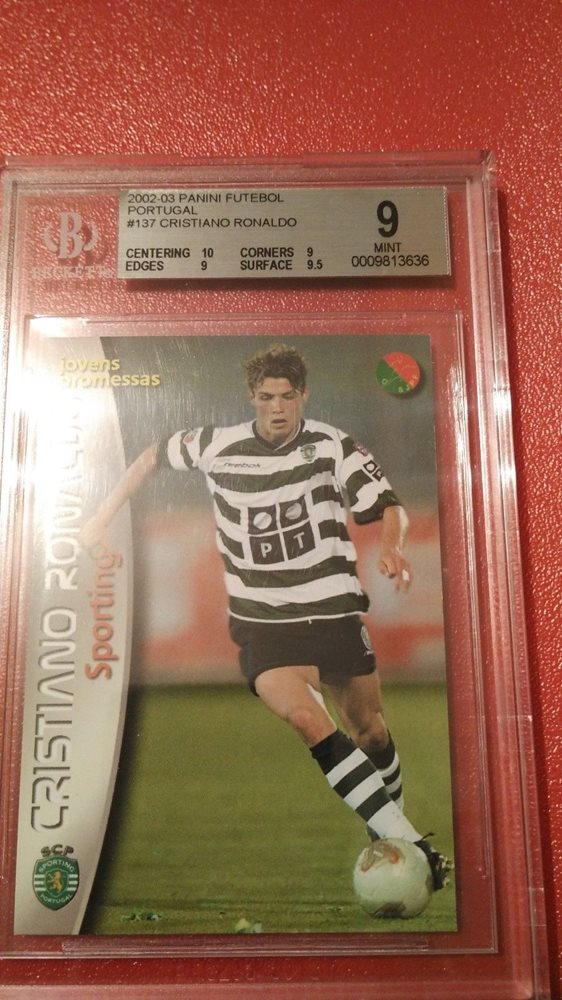 2002-03 PANINI FUTEBOL
PORTUGAL
#137 CRISTIANO RONALDO
CENTERING 10 CORNERS 9
EDGES 9 SURFACE 9.5
9
MINT
0009813636
B
BECKETT
jovens
promessas
reebok
PT
CRISTIANO RONALDO
Sporting
SCP
SPORTING
PORTUGAL